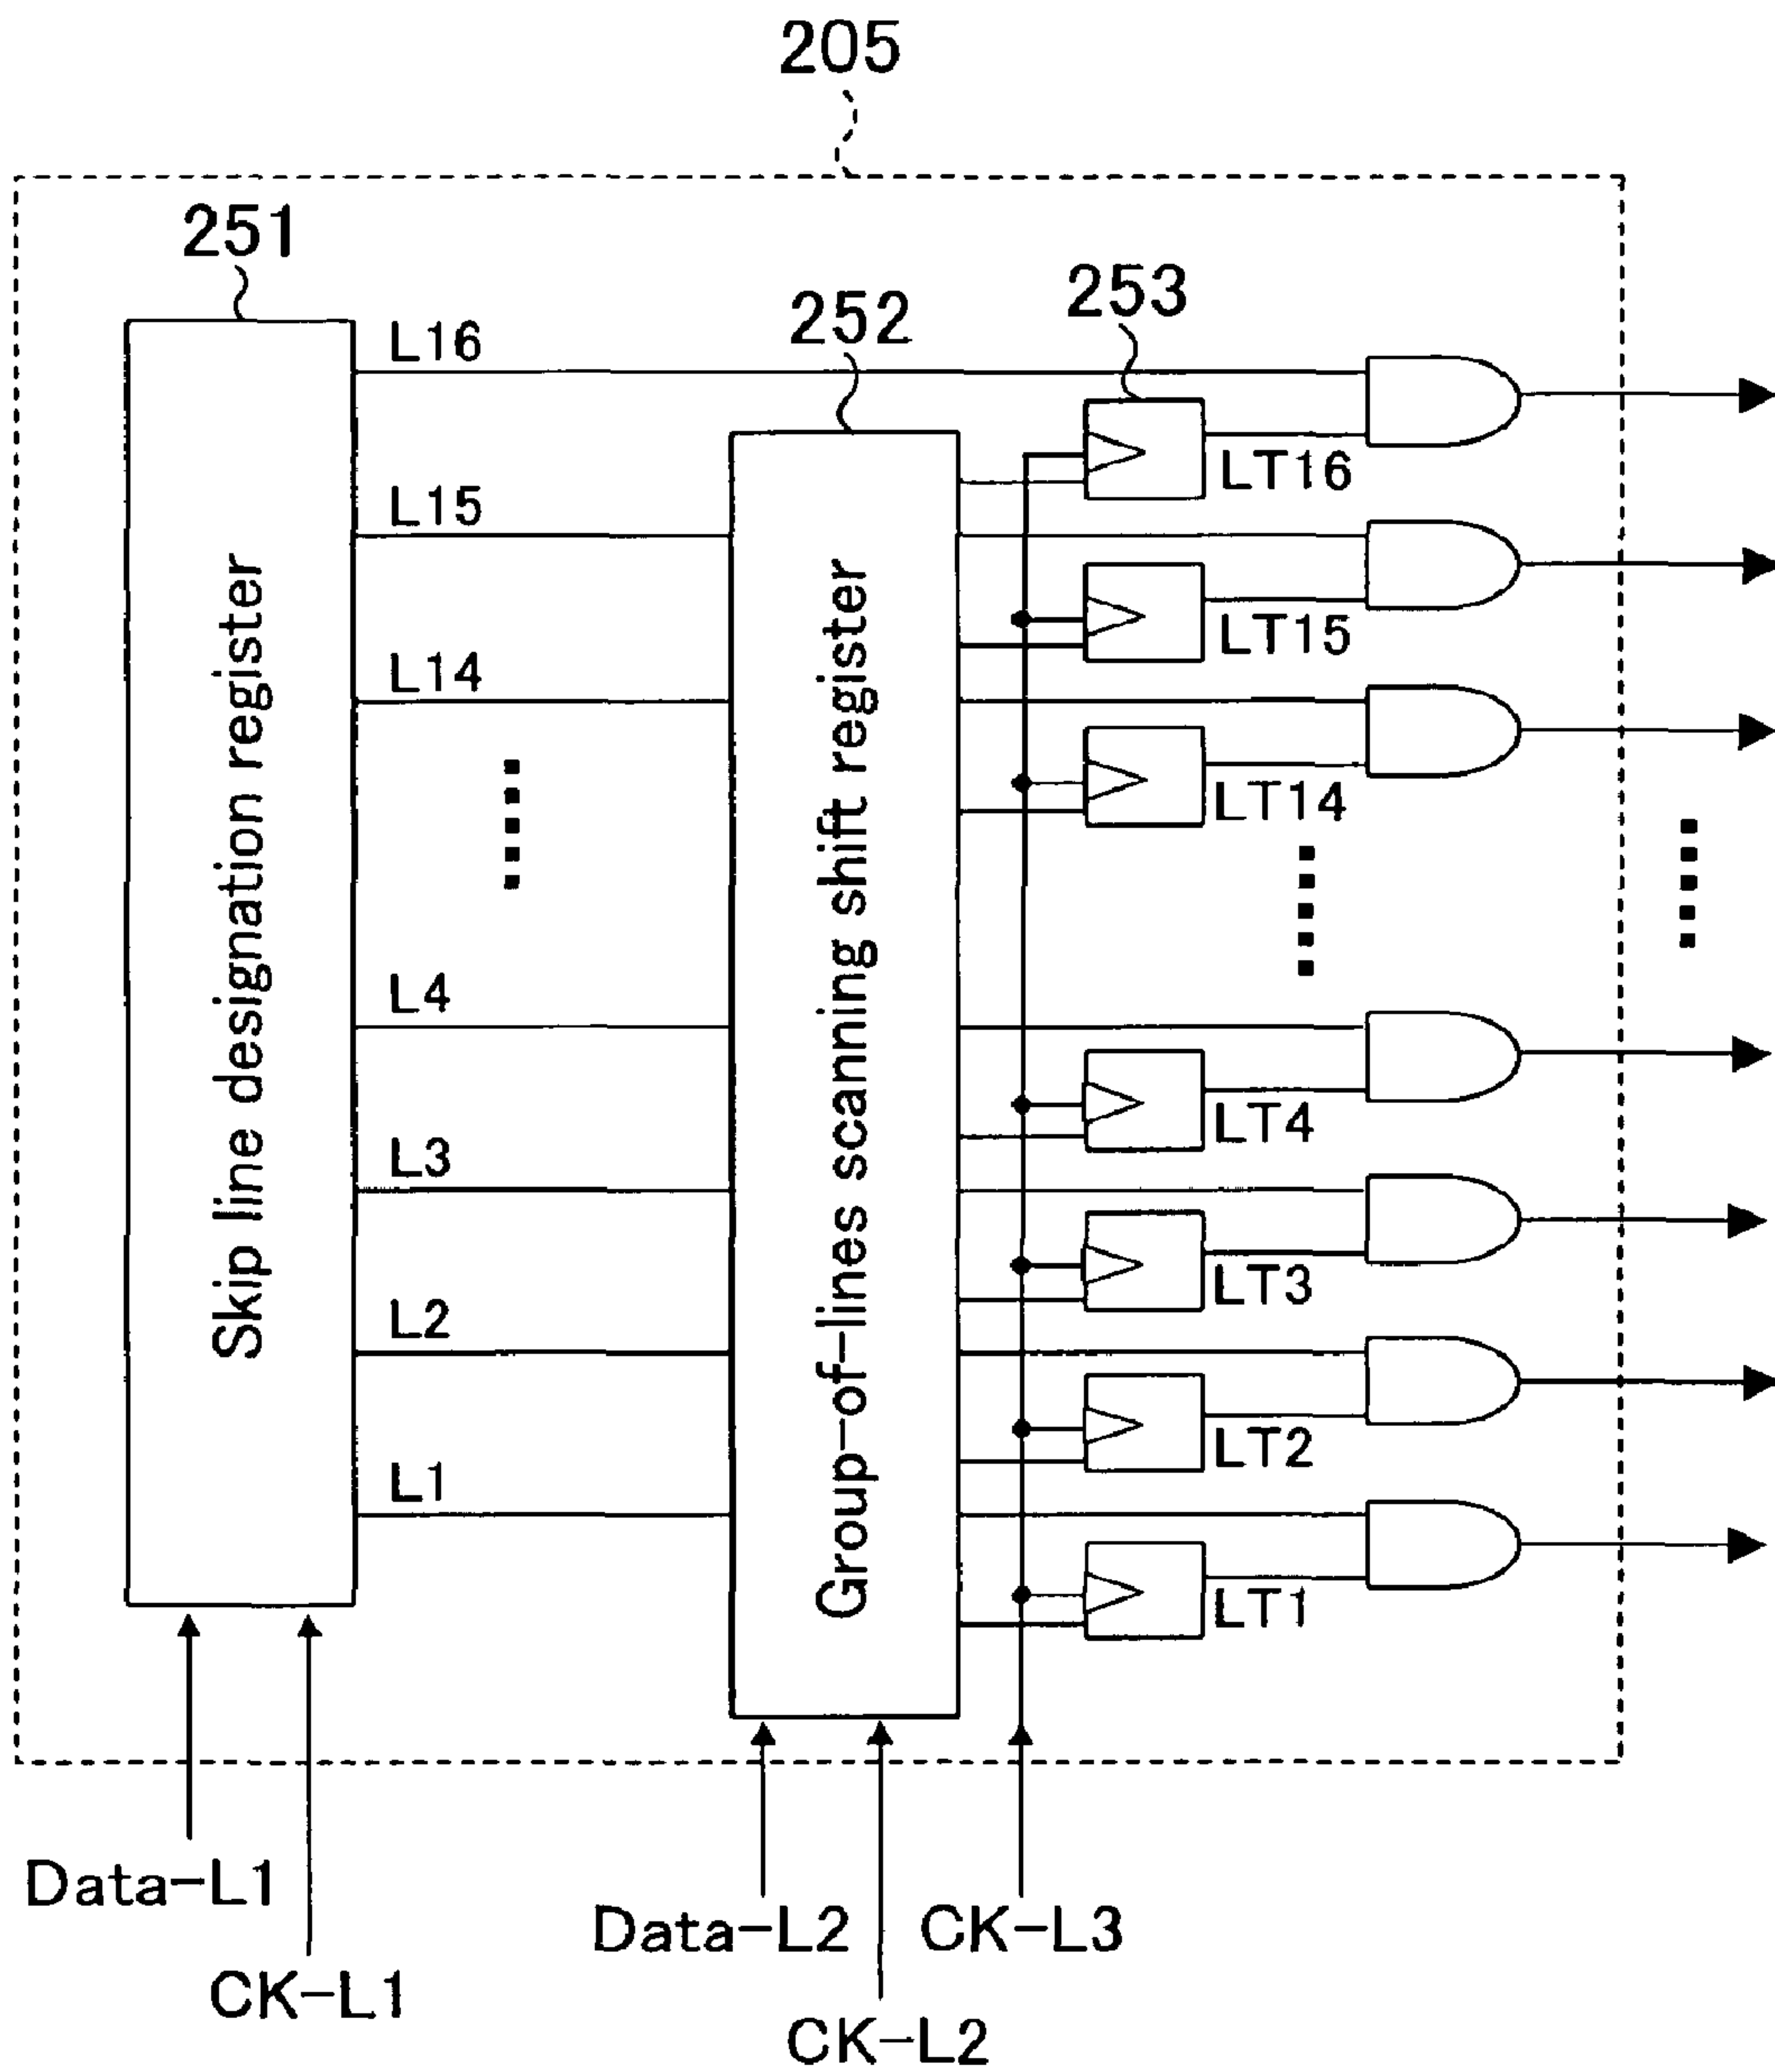 205
251
252
253
L16
LT16
L15
LT15
L14
LT14
L4
LT4
L3
LT3
L2
LT2
L1
LT1
Skip line designation register
Group-of-lines scanning shift register
Data-L1
CK-L1
Data-L2
CK-L3
CK-L2